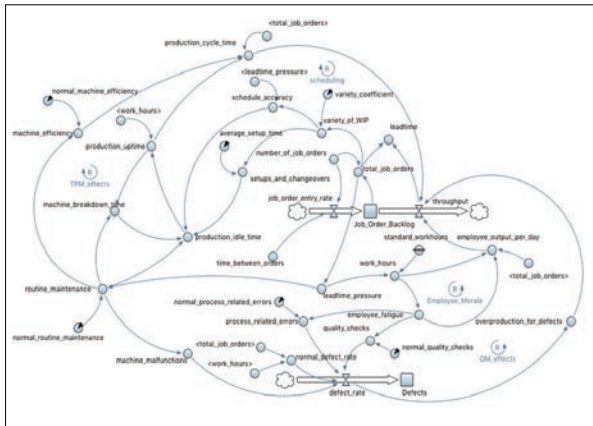 <total_job_orders>
production_cycle_time
<leadtime_pressure>
R
scheduling
normal_machine_efficiency
schedule_accuracy
variety_coefficient
<work_hours>
variety_of_WIP
machine_efficiency
average_setup_time
leadtime
production_uptime
number_of_job_orders
R
TPM_effects
setups_and_changeovers
total_job_orders
machine_breakdown_time
job_order_entry_rate
throughput
Job_Order_Backlog
production_idle_time
standard_workhours
employee_output_per_day
time_between_orders
work_hours
<total_job_orders>
routine_maintenance
leadtime_pressure
R
Employee_Morale
normal_process_related_errors
employee_fatigue
process_related_errors
quality_checks
overproduction_for_defects
normal_routine_maintenance
<total_job_orders>
R
machine_malfunctions
normal_defect_rate
normal_quality_checks
QM_effects
<work_hours>
defect_rate
Defects